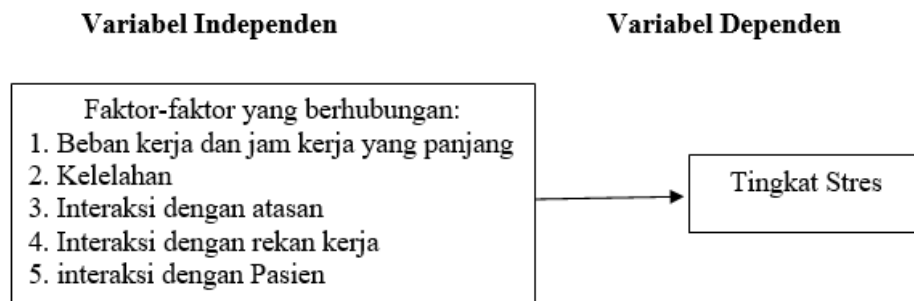 Variabel Independen
Variabel Dependen
Faktor-faktor yang berhubungan:
1. Beban kerja dan jam kerja yang panjang
2. Kelelahan
3. Interaksi dengan atasan
4. Interaksi dengan rekan kerja
5. interaksi dengan Pasien
Tingkat Stres